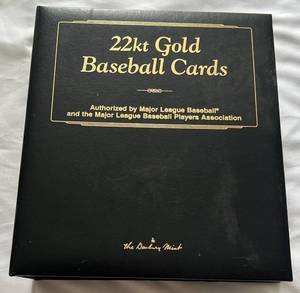 22kt Gold
Baseball Cards
Authorized by Major League Baseball®
and the Major League Baseball Players Association
the Danbury Mint